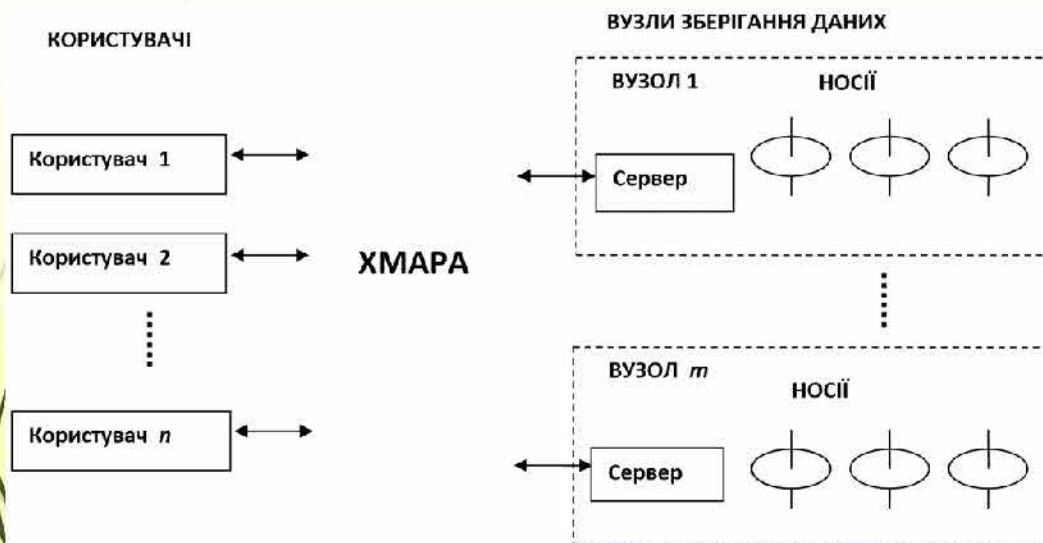 КОРИСТУВАЧІ
Користувач 1
Користувач 2
Користувач n
ХМАРА
ВУЗЛИ ЗБЕРІГАННЯ ДАНИХ
ВУЗОЛ 1
НОСІЇ
Сервер
ВУЗОЛ m
НОСІЇ
Сервер